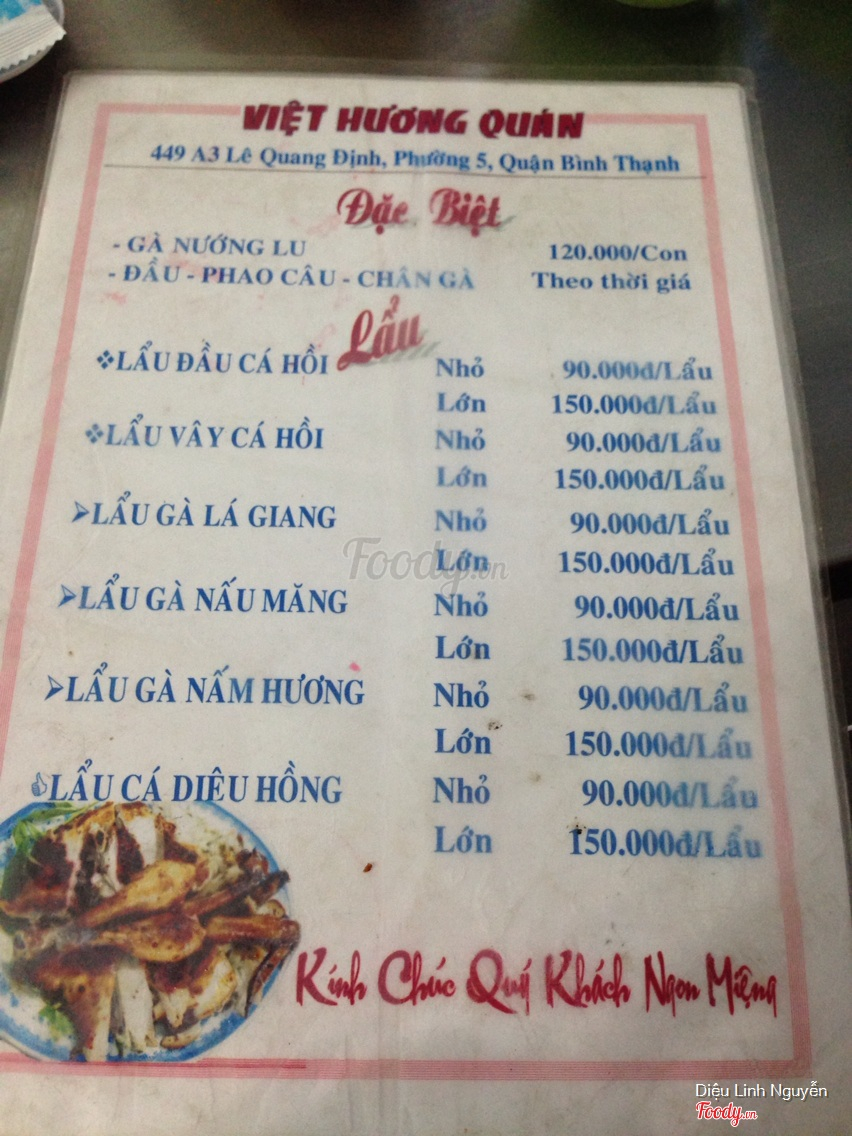 VIỆT HƯƠNG QUÁN
449 A3 Lê Quang Định, Phường 5, Quận Bình Thạnh
Đặc Biệt
- GÀ NƯỚNG LU 120.000/Con
- ĐẦU - PHAO CÂU - CHÂN GÀ Theo thời giá
Lẩu
❖LẨU ĐẦU CÁ HỒI Nhỏ 90.000đ/Lẩu
Lớn 150.000đ/Lẩu
❖LẨU VÂY CÁ HỒI Nhỏ 90.000đ/Lẩu
Lớn 150.000đ/Lẩu
➢LẨU GÀ LÁ GIANG Nhỏ 90.000đ/Lẩu
Lớn 150.000đ/Lẩu
➢LẨU GÀ NẤU MĂNG Nhỏ 90.000đ/Lẩu
Lớn 150.000đ/Lẩu
➢LẨU GÀ NẤM HƯƠNG Nhỏ 90.000đ/Lẩu
Lớn 150.000đ/Lẩu
LẨU CÁ DIÊU HỒNG Nhỏ 90.000đ/Lẩu
Lớn 150.000đ/Lẩu
Kính Chúc Quý Khách Ngon Miệng
Foody.vn
Diệu Linh Nguyễn
Foody.vn